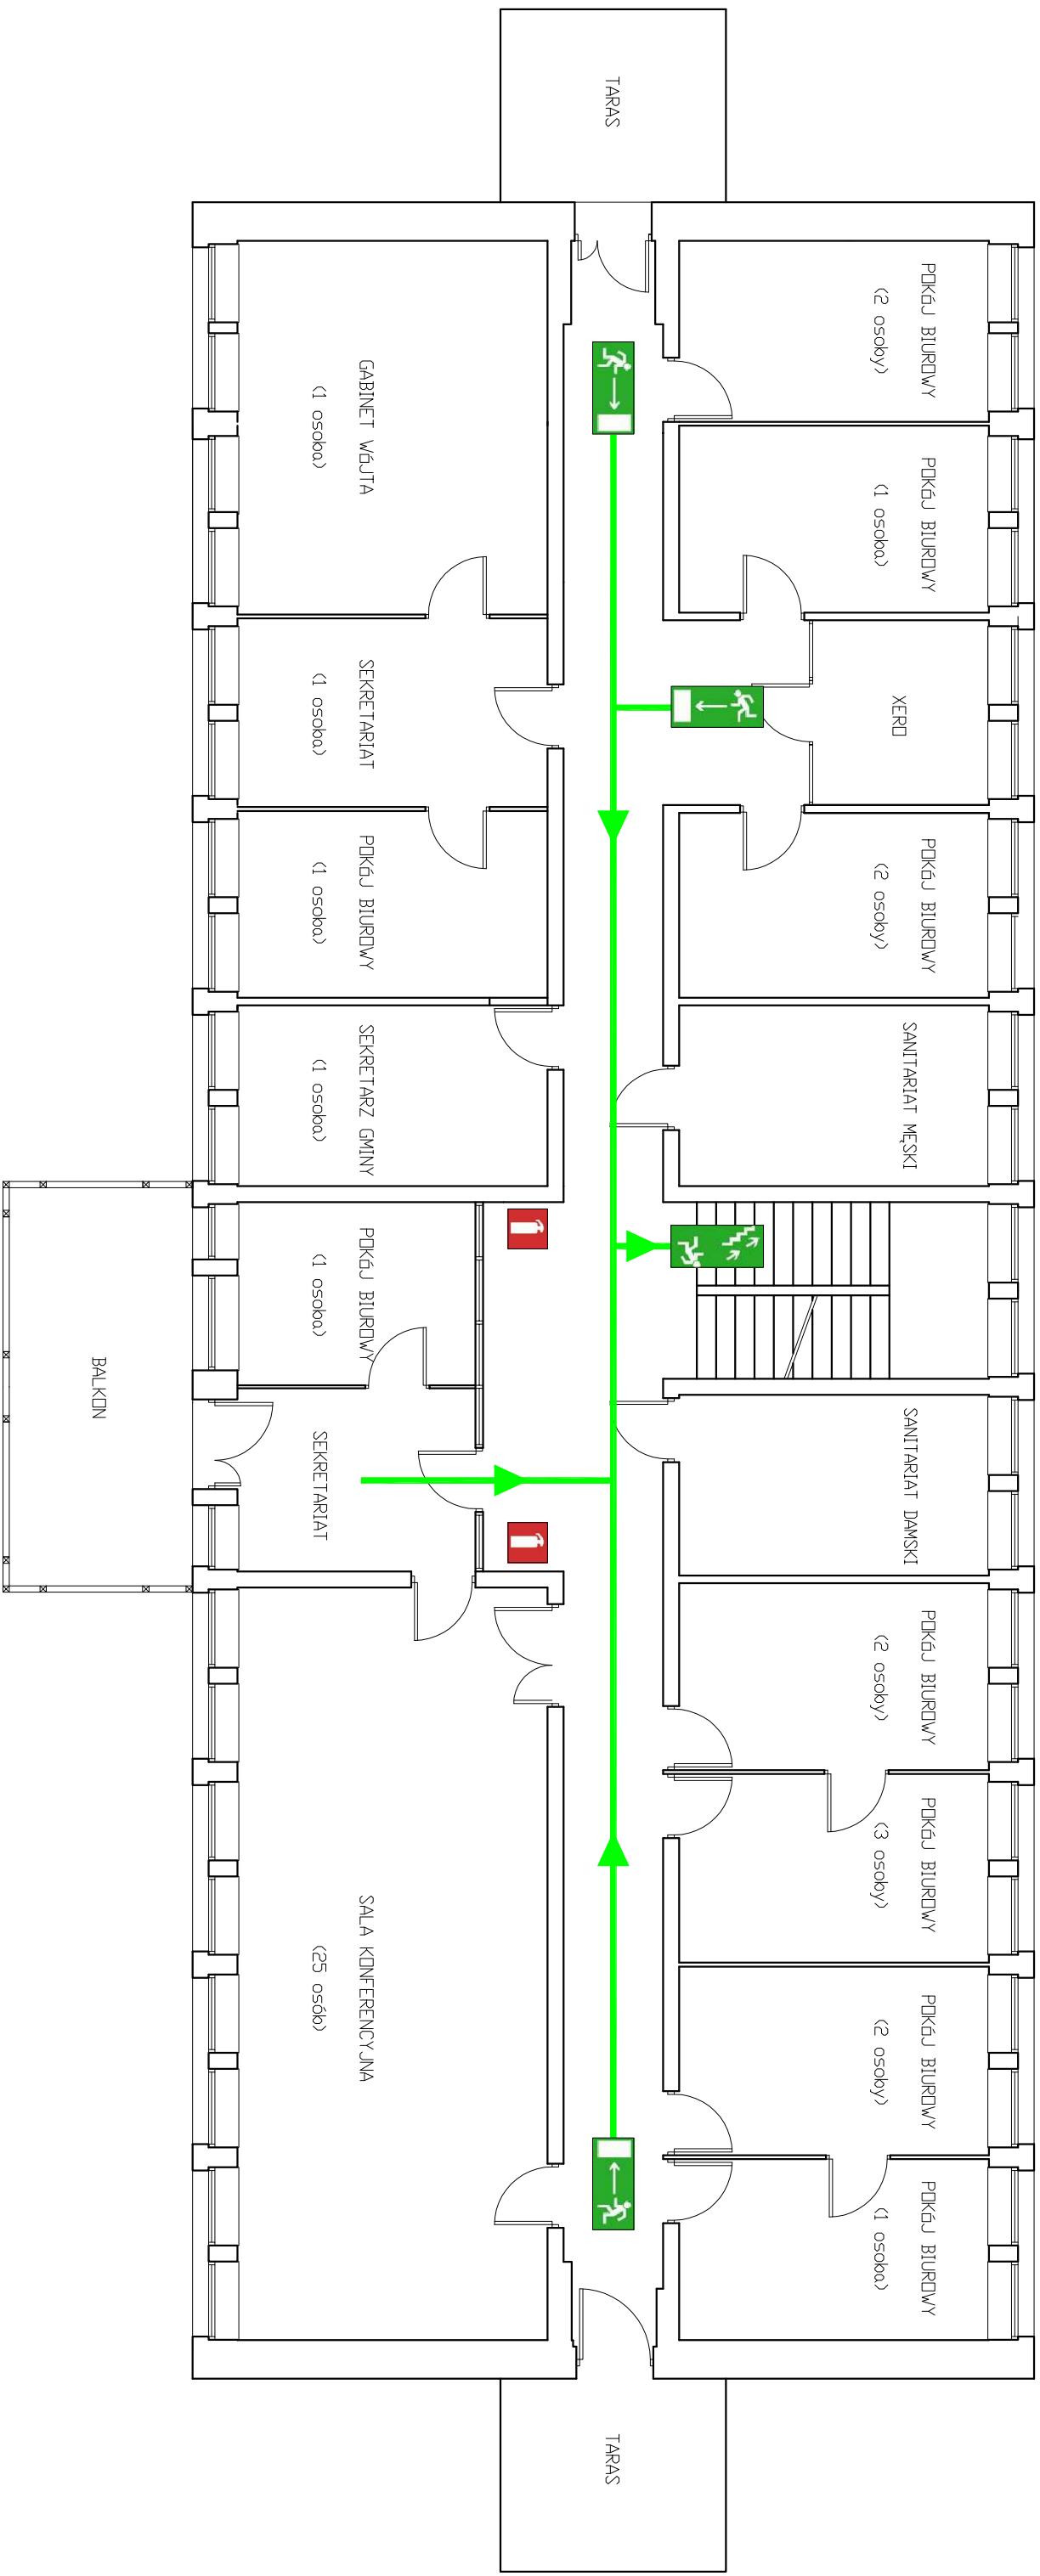 POKÓJ BIUROWY
(2 osoby)
POKÓJ BIUROWY
(1 osoba)
XERO
POKÓJ BIUROWY
(2 osoby)
SANITARIAT MĘSKI
SANITARIAT DAMSKI
POKÓJ BIUROWY
(2 osoby)
POKÓJ BIUROWY
(3 osoby)
POKÓJ BIUROWY
(2 osoby)
POKÓJ BIUROWY
(1 osoba)
TARAS
TARAS
GABINET WÓJTA
(1 osoba)
SEKRETARIAT
(1 osoba)
POKÓJ BIUROWY
(1 osoba)
SEKRETARZ GMINY
(1 osoba)
POKÓJ BIUROWY
(1 osoba)
SEKRETARIAT
SALA KONFERENCYJNA
(25 osób)
BALKON